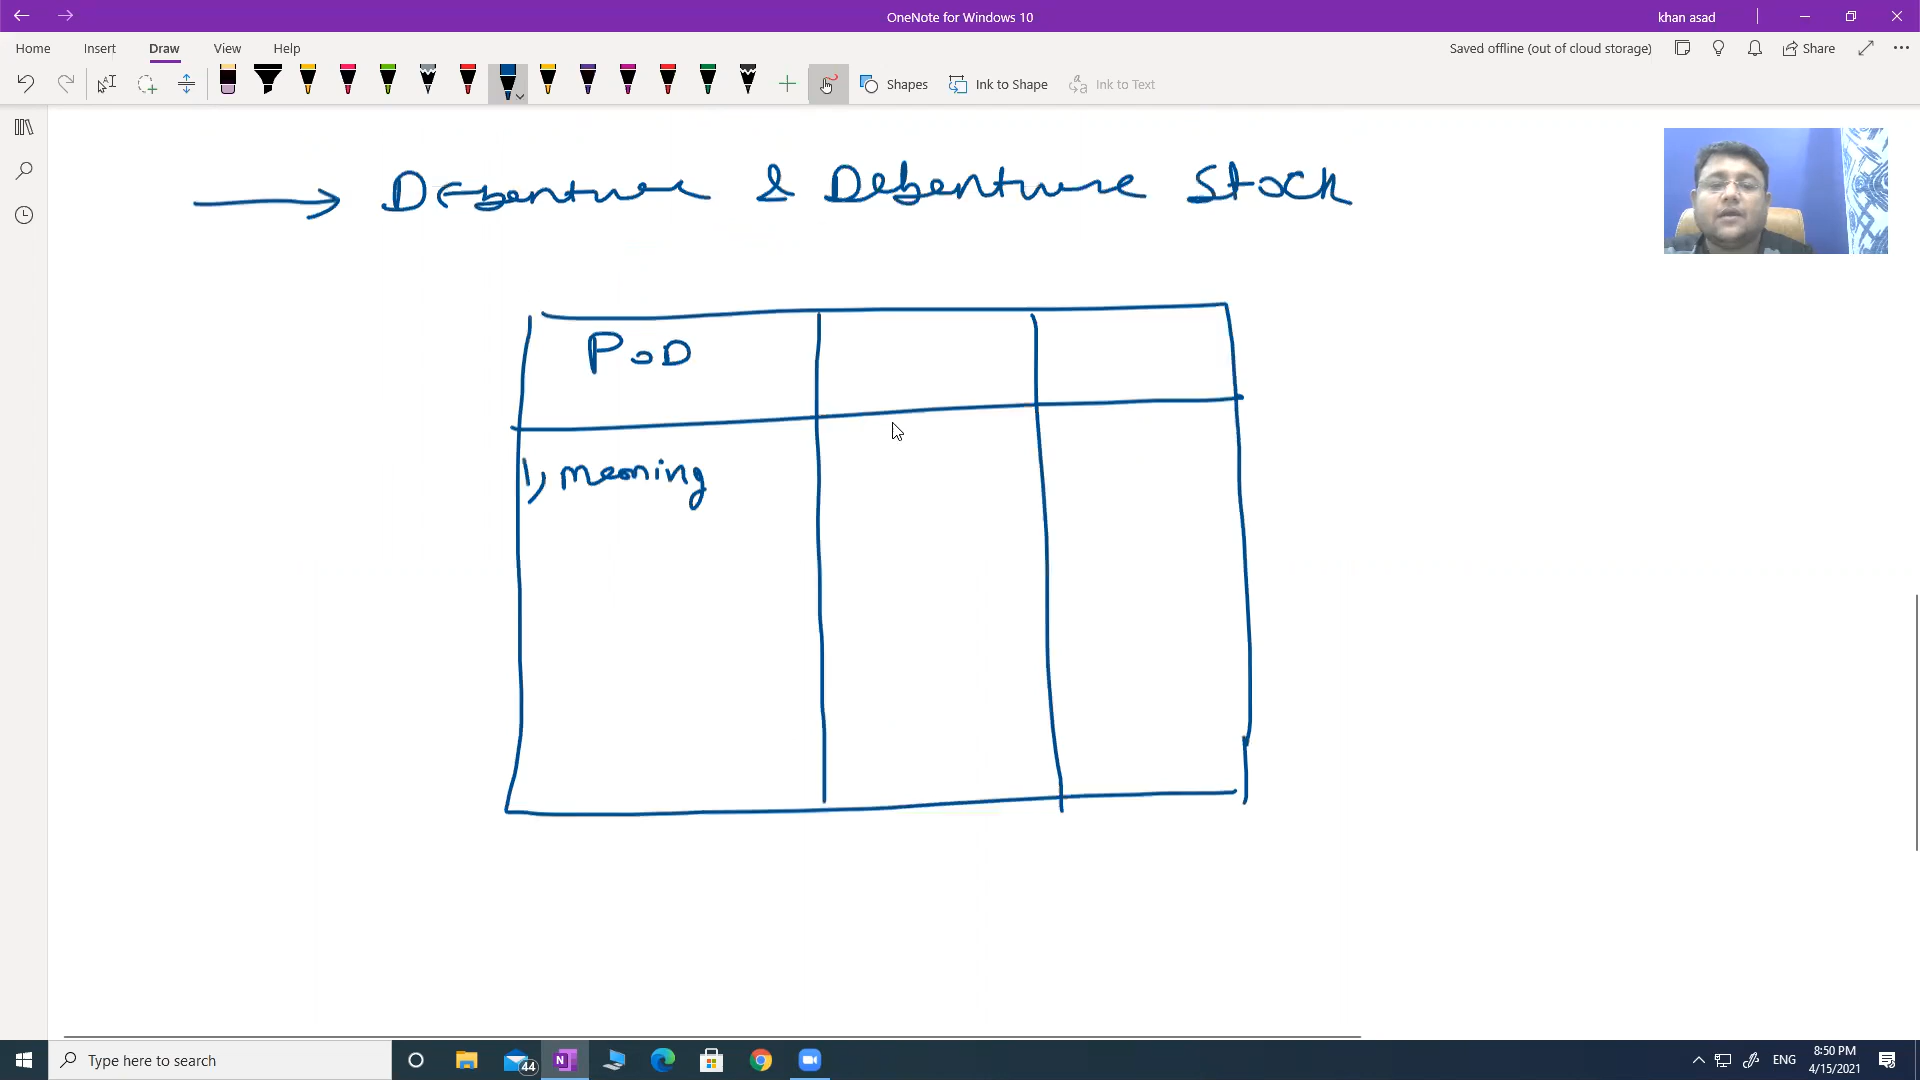 OneNote for Windows 10
khan asad
Home Insert Draw View Help
Saved offline (out of cloud storage)
Share
Shapes
Ink to Shape
Ink to Text
Debenture & Debenture Stock
PoD
1) meaning
Type here to search
44
ENG
8:50 PM
4/15/2021